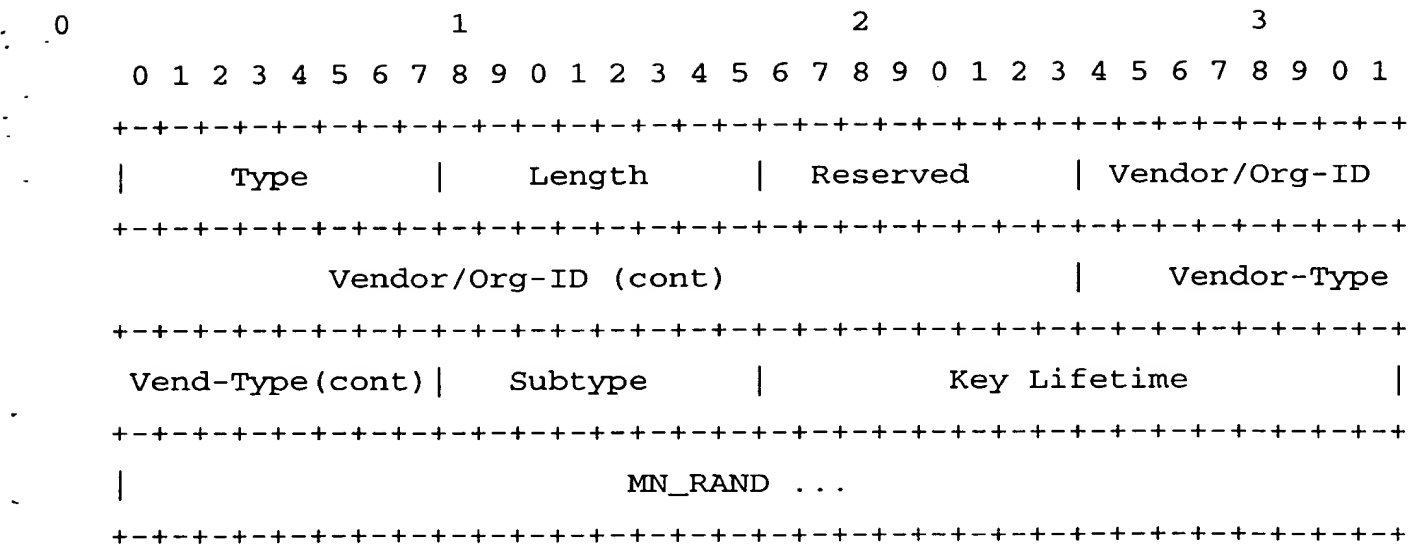 0                   1                   2                   3
 0 1 2 3 4 5 6 7 8 9 0 1 2 3 4 5 6 7 8 9 0 1 2 3 4 5 6 7 8 9 0 1
+-+-+-+-+-+-+-+-+-+-+-+-+-+-+-+-+-+-+-+-+-+-+-+-+-+-+-+-+-+-+-+-+
|     Type      |    Length     |  Reserved     | Vendor/Org-ID
+-+-+-+-+-+-+-+-+-+-+-+-+-+-+-+-+-+-+-+-+-+-+-+-+-+-+-+-+-+-+-+-+
          Vendor/Org-ID (cont)                  |    Vendor-Type
+-+-+-+-+-+-+-+-+-+-+-+-+-+-+-+-+-+-+-+-+-+-+-+-+-+-+-+-+-+-+-+-+
Vend-Type(cont)|   Subtype     |         Key Lifetime           |
+-+-+-+-+-+-+-+-+-+-+-+-+-+-+-+-+-+-+-+-+-+-+-+-+-+-+-+-+-+-+-+-+
|                         MN_RAND ...
+-+-+-+-+-+-+-+-+-+-+-+-+-+-+-+-+-+-+-+-+-+-+-+-+-+-+-+-+-+-+-+-+